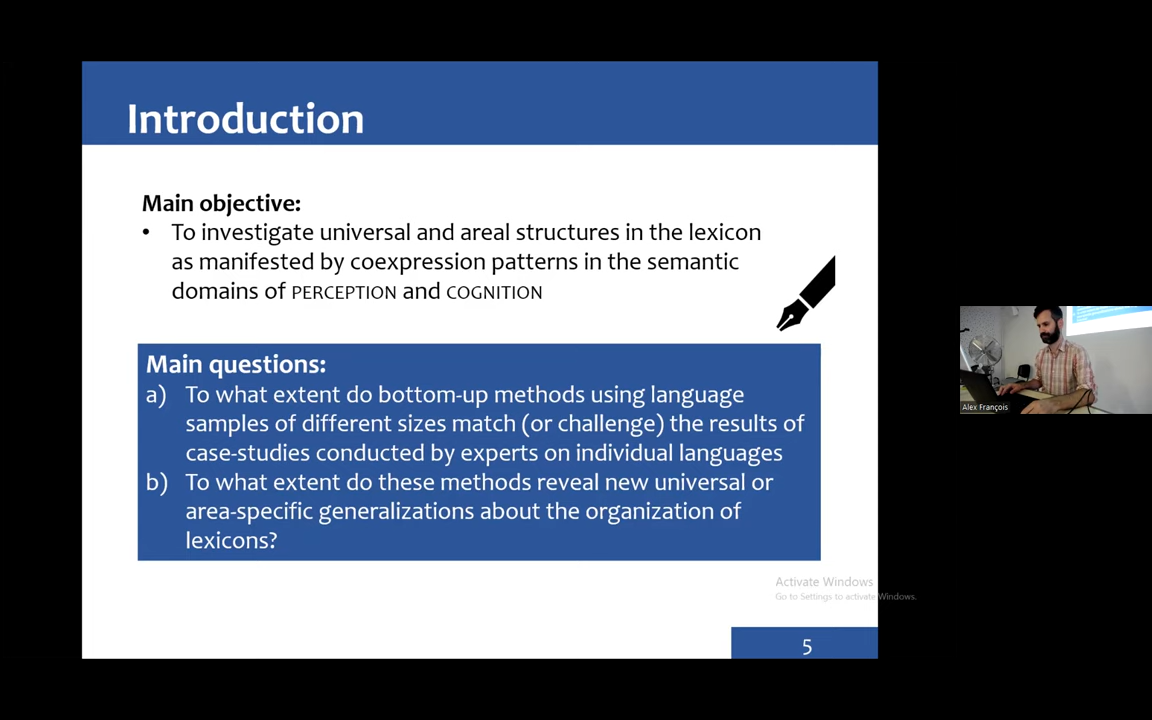 Introduction
Main objective:
• To investigate universal and areal structures in the lexicon
as manifested by coexpression patterns in the semantic
domains of PERCEPTION and COGNITION
Main questions:
a) To what extent do bottom-up methods using language
samples of different sizes match (or challenge) the results of
case-studies conducted by experts on individual languages
b) To what extent do these methods reveal new universal or
area-specific generalizations about the organization of
lexicons?
Activate Windows
Go to Settings to activate Windows.
5
Alex François